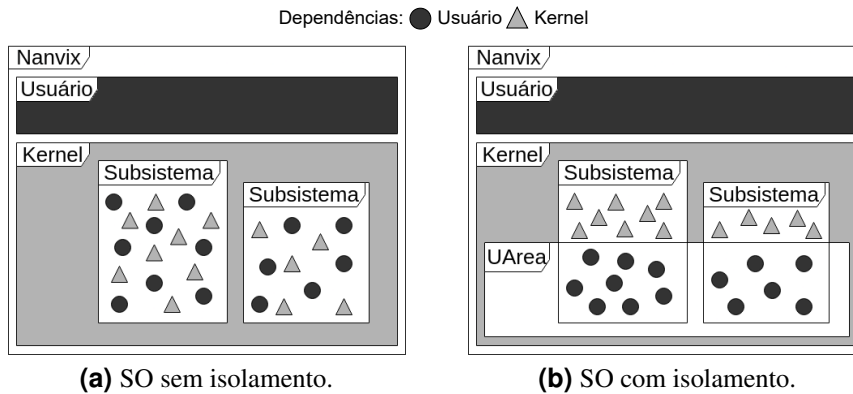 Dependências: Usuário Kernel
Nanvix
Usuário
Kernel
Subsistema
Subsistema
(a) SO sem isolamento.
Nanvix
Usuário
Kernel
Subsistema
Subsistema
UArea
(b) SO com isolamento.